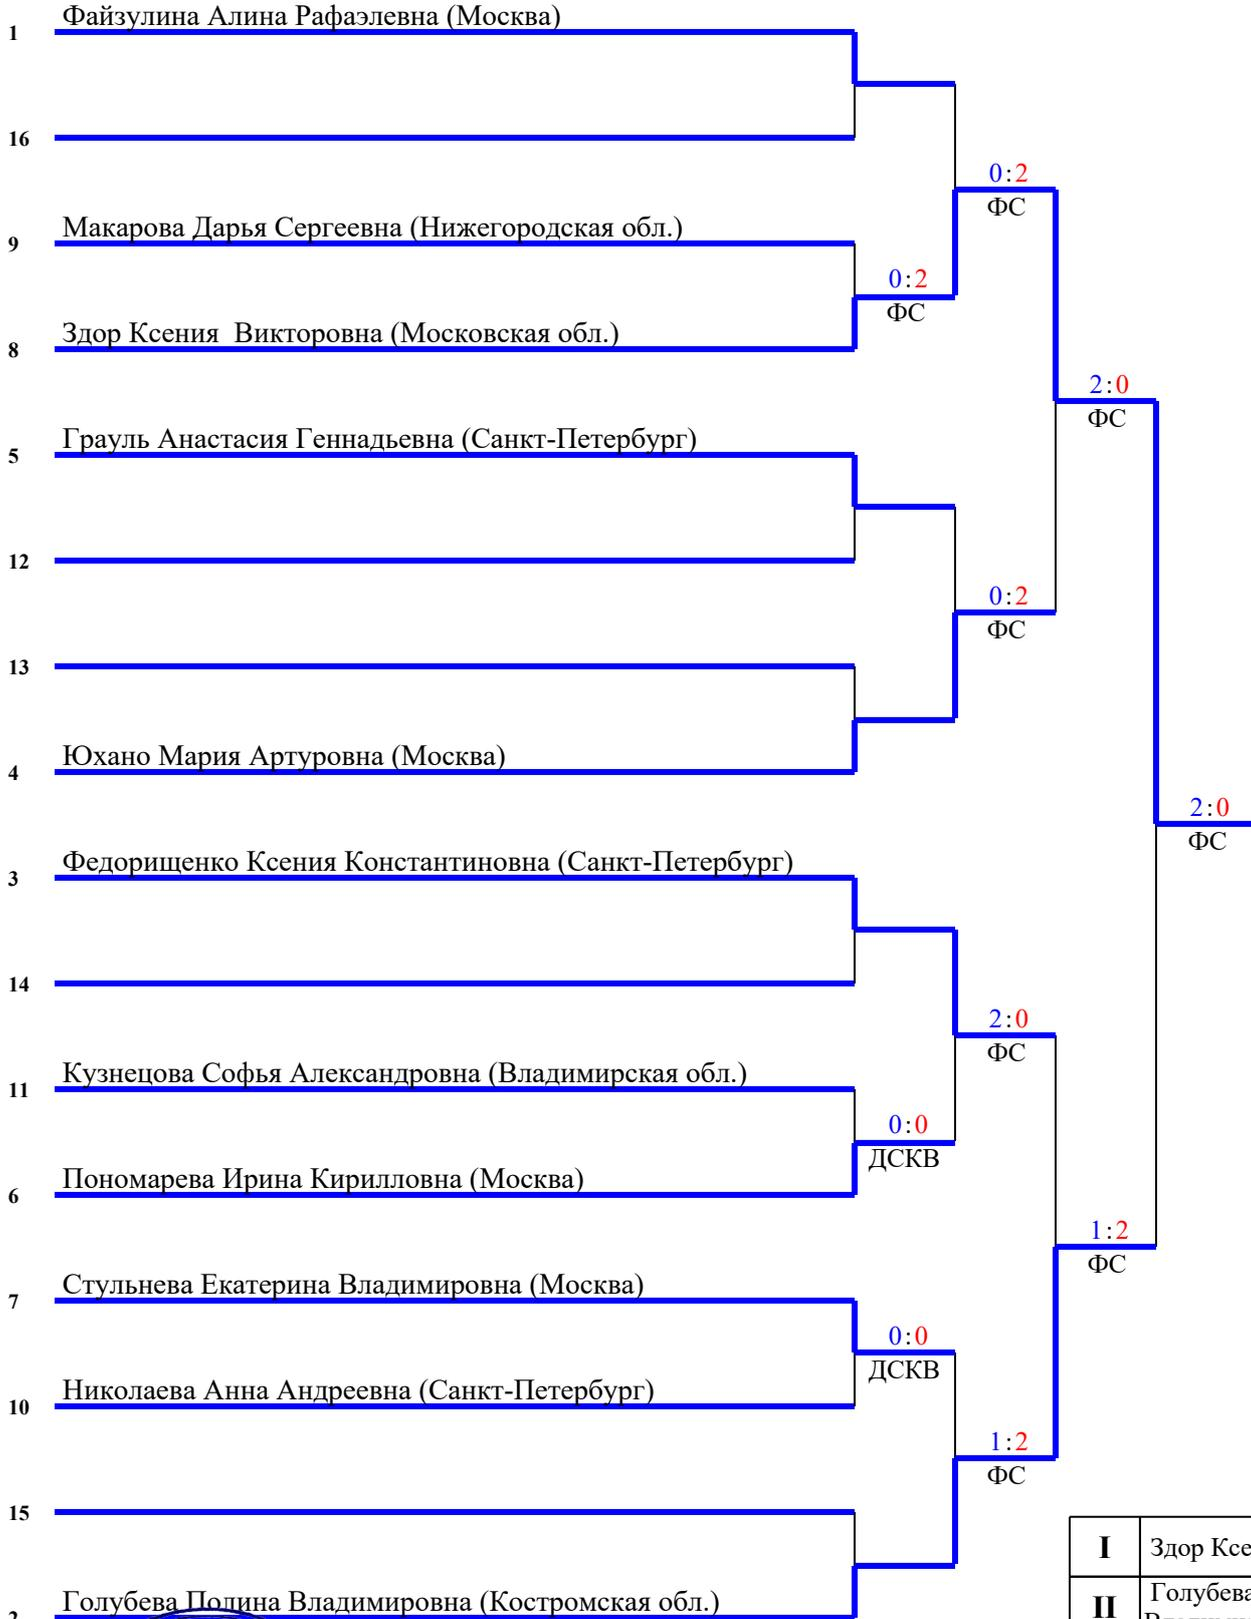 Файзулина Алина Рафаэлевна (Москва)
1
16
0:2
ФС
Макарова Дарья Сергеевна (Нижегородская обл.)
9
0:2
ФС
Здор Ксения  Викторовна (Московская обл.)
8
2:0
ФС
Грауль Анастасия Геннадьевна (Санкт-Петербург)
5
12
0:2
ФС
13
Юхано Мария Артуровна (Москва)
4
2:0
ФС
Федорищенко Ксения Константиновна (Санкт-Петербург)
3
14
2:0
ФС
Кузнецова Софья Александровна (Владимирская обл.)
11
0:0
ДСКВ
Пономарева Ирина Кирилловна (Москва)
6
1:2
ФС
Стульнева Екатерина Владимировна (Москва)
7
0:0
ДСКВ
Николаева Анна Андреевна (Санкт-Петербург)
10
1:2
ФС
15
I Здор Ксе
Голубева Полина Владимировна (Костромская обл.)
2
II Голубева